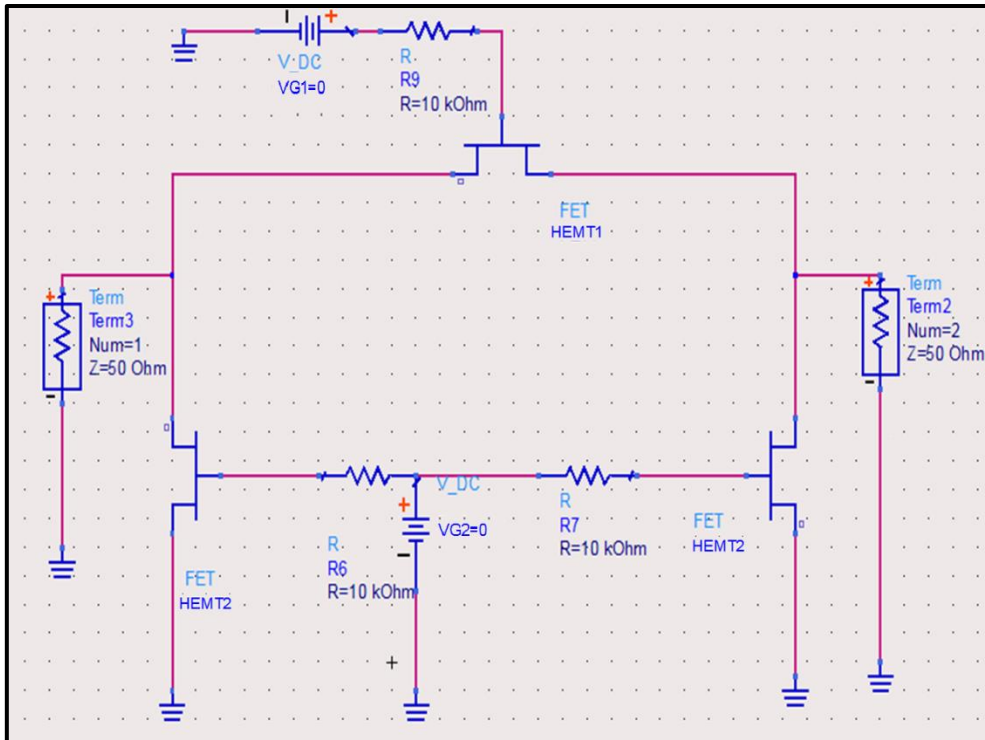 V_DC
VG1=0
R
R9
R=10 kOhm
FET
HEMT1
Term
Term3
Num=1
Z=50 Ohm
Term
Term2
Num=2
Z=50 Ohm
V_DC
VG2=0
R
R6
R=10 kOhm
R
R7
R=10 kOhm
FET
HEMT2
FET
HEMT2